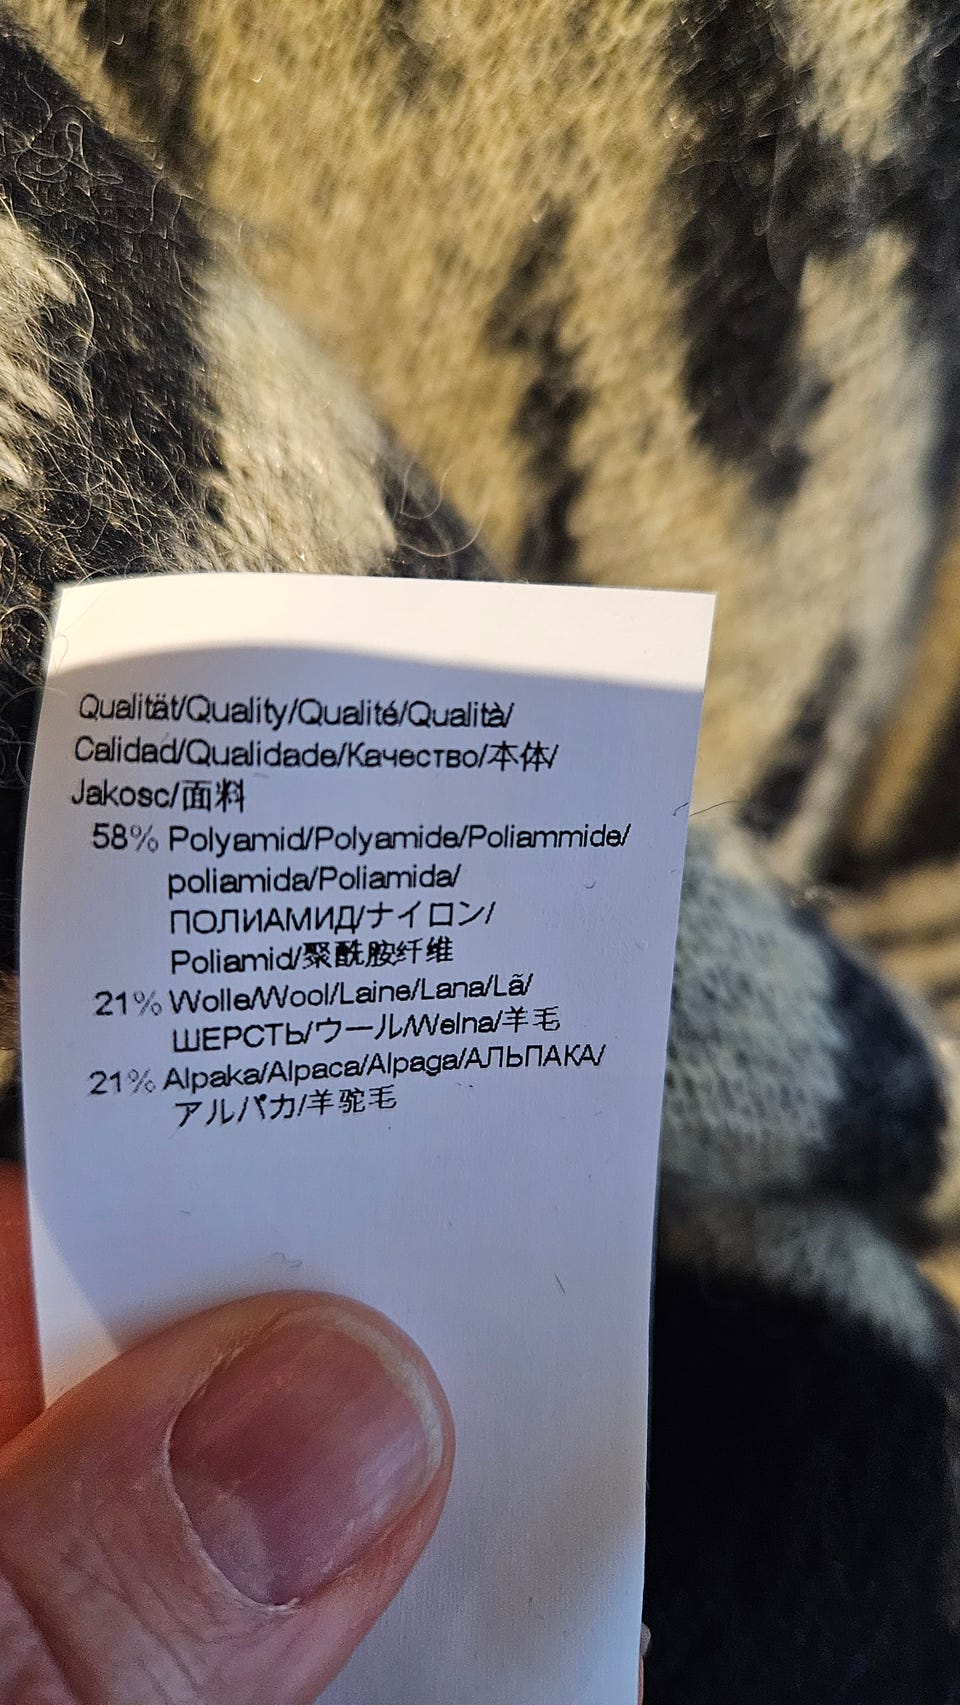 Qualität/Quality/Qualité/Qualità/
Calidad/Qualidade/Качество/本体/
Jakosc/面料
58% Polyamid/Polyamide/Poliammide/
poliamida/Poliamida/
ПОЛИАМИД/ナイロン/
Poliamid/聚酰胺纤维
21% Wolle/Wool/Laine/Lana/Lã/
ШЕРСТЬ/ウール/Welna/羊毛
21% Alpaka/Alpaca/Alpaga/АЛЬПАКА/
アルパカ/羊驼毛